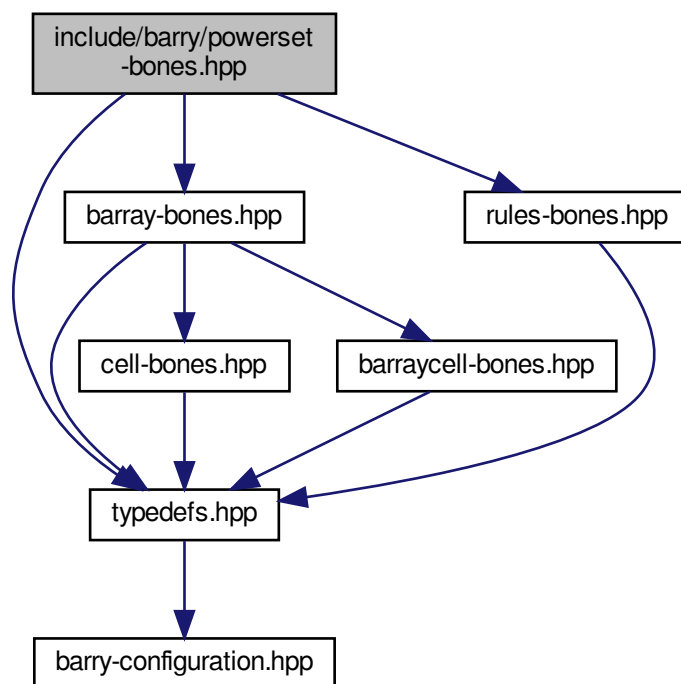 include/barry/powerset
-bones.hpp
barray-bones.hpp
rules-bones.hpp
cell-bones.hpp
barraycell-bones.hpp
typedefs.hpp
barry-configuration.hpp